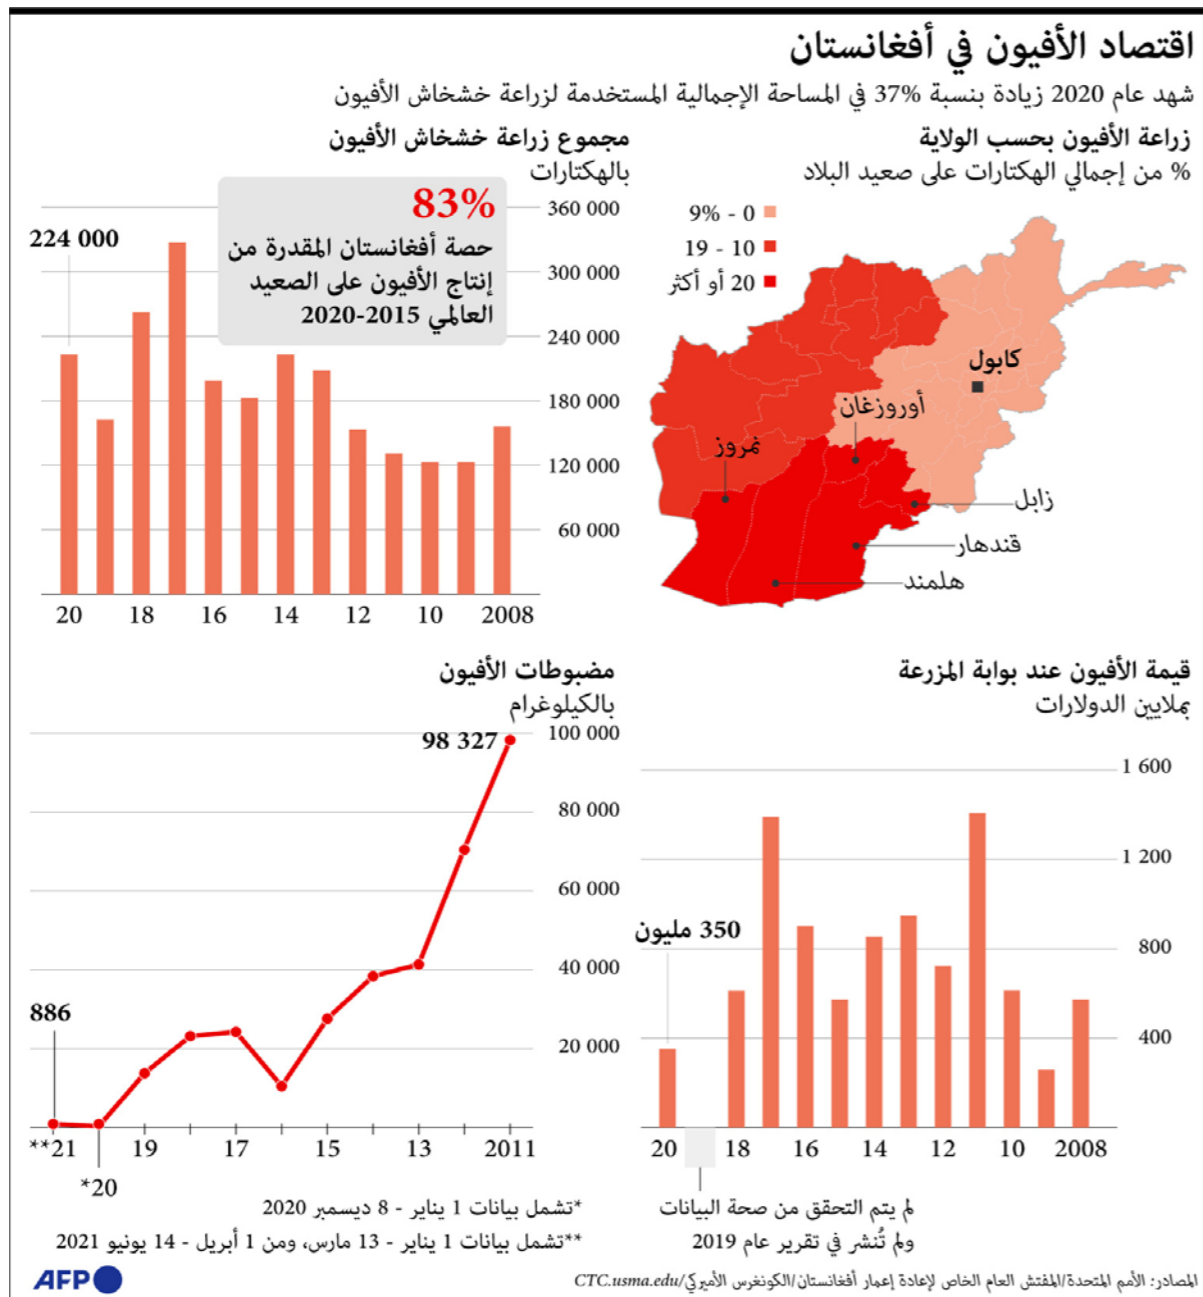 اقتصاد الأفيون في أفغانستان
شهد عام 2020 زيادة بنسبة 37% في المساحة الإجمالية المستخدمة لزراعة خشخاش الأفيون
زراعة الأفيون بحسب الولاية
% من إجمالي الهكتارات على صعيد البلاد
0 - 9%
10 - 19
20 أو أكثر
كابول
أوروزغان
نمروز
زابل
قندهار
هلمند
مجموع زراعة خشخاش الأفيون
بالهكتارات
83%
حصة أفغانستان المقدرة من
إنتاج الأفيون على الصعيد
العالمي 2015-2020
224 000
360 000
300 000
240 000
180 000
120 000
60 000
2008 10 12 14 16 18 20
قيمة الأفيون عند بوابة المزرعة
بملايين الدولارات
1 600
1 200
800
400
350 مليون
2008 10 12 14 16 18 20
لم يتم التحقق من صحة البيانات
ولم تُنشر في تقرير عام 2019
مضبوطات الأفيون
بالكيلوغرام
100 000
98 327
80 000
60 000
40 000
20 000
886
2011 13 15 17 19 21**
20*
*تشمل بيانات 1 يناير - 8 ديسمبر 2020
**تشمل بيانات 1 يناير - 13 مارس، ومن 1 أبريل - 14 يونيو 2021
المصادر: الأمم المتحدة/المفتش العام الخاص لإعادة إعمار أفغانستان/الكونغرس الأميركي/CTC.usma.edu
AFP